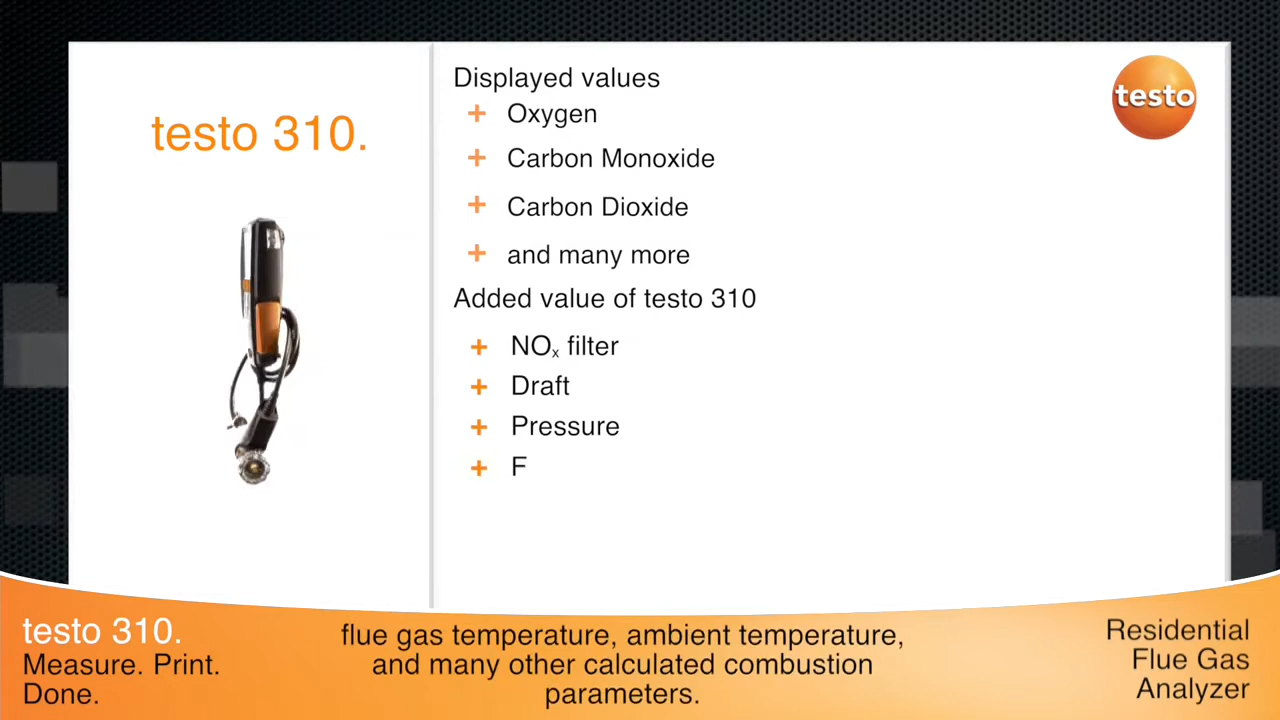 testo 310.
Displayed values
+ Oxygen
+ Carbon Monoxide
+ Carbon Dioxide
+ and many more
Added value of testo 310
+ NOₓ filter
+ Draft
+ Pressure
+ F
testo
testo 310.
Measure. Print.
Done.
flue gas temperature, ambient temperature,
and many other calculated combustion
parameters.
Residential
Flue Gas
Analyzer